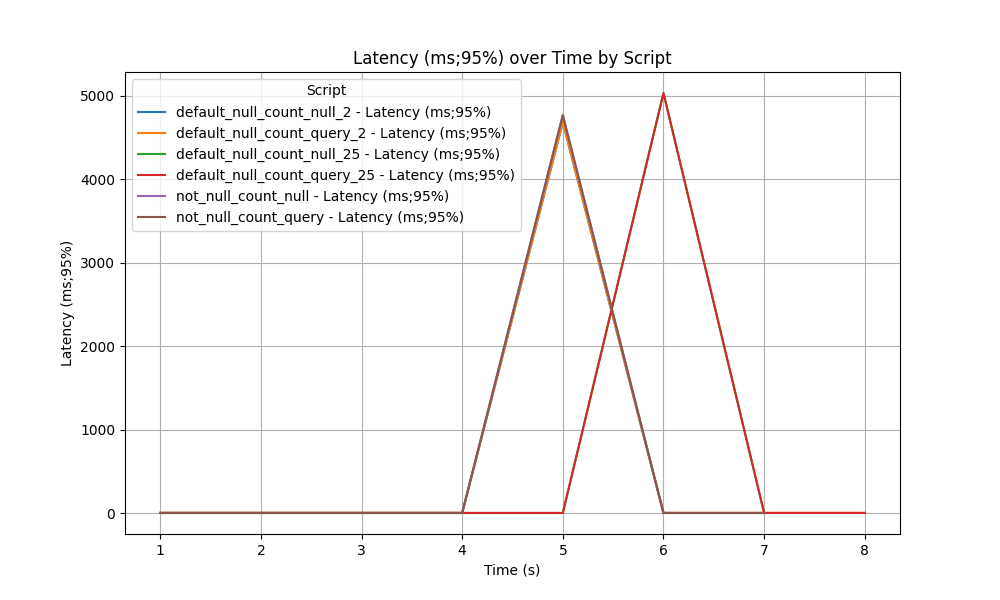 Latency (ms;95%) over Time by Script
Script
default_null_count_null_2 - Latency (ms;95%)
default_null_count_query_2 - Latency (ms;95%)
default_null_count_null_25 - Latency (ms;95%)
default_null_count_query_25 - Latency (ms;95%)
not_null_count_null - Latency (ms;95%)
not_null_count_query - Latency (ms;95%)
Latency (ms;95%)
5000
4000
3000
2000
1000
0
1 2 3 4 5 6 7 8
Time (s)